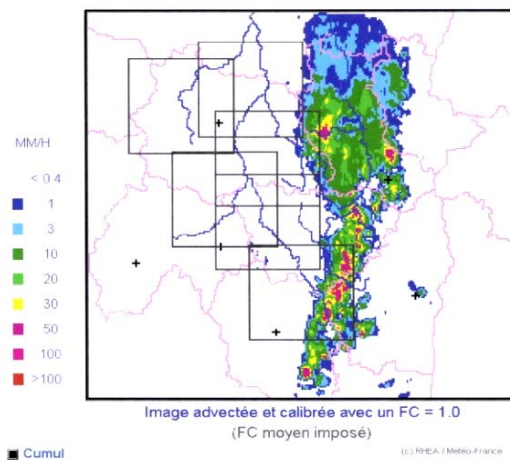 MM/H
< 0 4
1
3
10
20
30
50
100
>100
Image advectée et calibrée avec un FC = 1.0
(FC moyen imposé)
(c) RHEA / Météo-France
Cumul